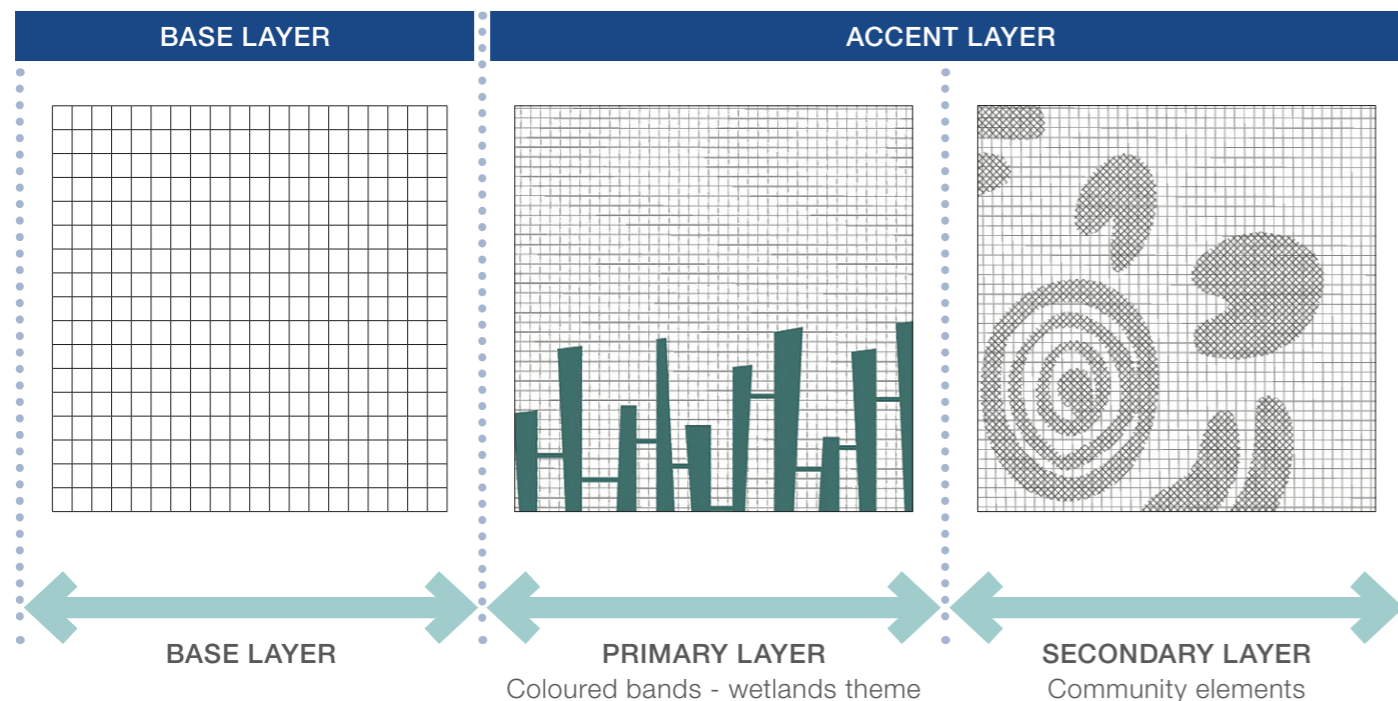 BASE LAYER
ACCENT LAYER
BASE LAYER
PRIMARY LAYER
Coloured bands - wetlands theme
SECONDARY LAYER
Community elements